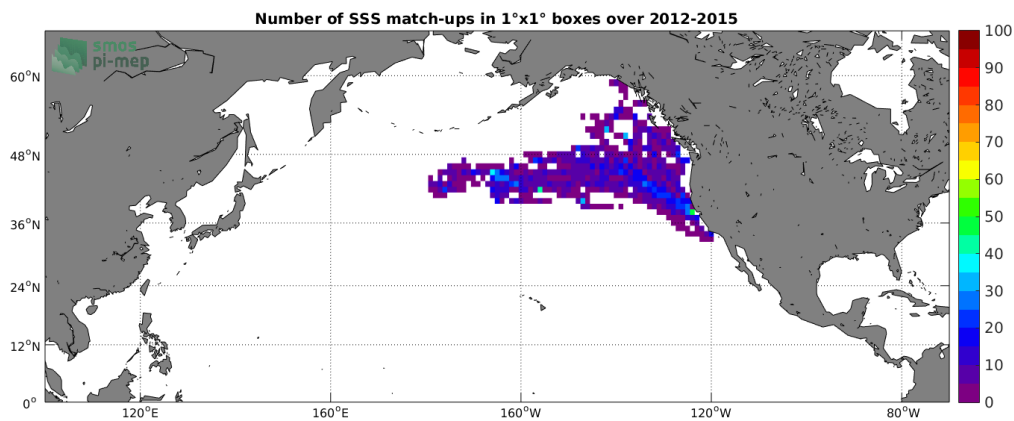 Number of SSS match-ups in 1°x1° boxes over 2012-2015
smos
pi-mep
60°N
48°N
36°N
24°N
12°N
0°
120°E
160°E
160°W
120°W
80°W
100
90
80
70
60
50
40
30
20
10
0